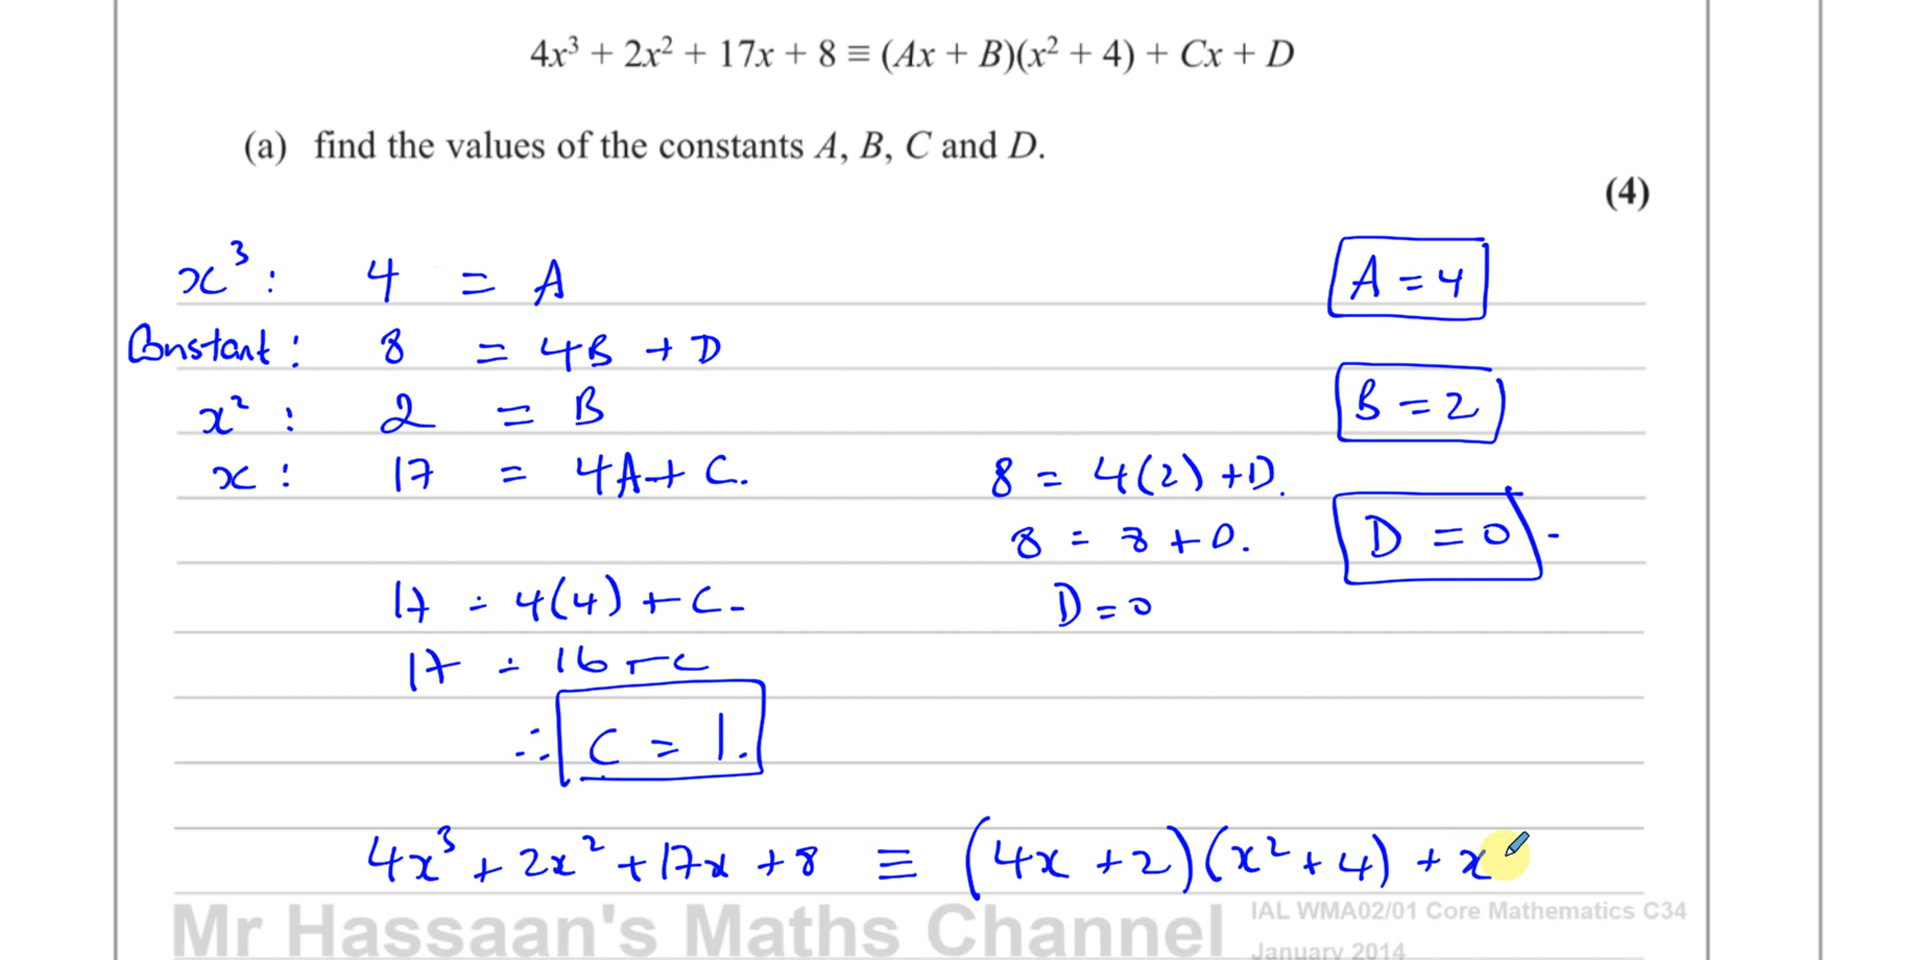 4x³ + 2x² + 17x + 8 ≡ (Ax + B)(x² + 4) + Cx + D
(a) find the values of the constants A, B, C and D.
(4)
x³ : 4 = A
A = 4
Constant : 8 = 4B + D
x² : 2 = B
B = 2
x : 17 = 4A + C.
8 = 4(2) + D.
8 = 8 + D.
D = 0.
17 = 4(4) + C
D = 0
17 = 16 + C
∴ C = 1.
4x³ + 2x² + 17x + 8 ≡ (4x + 2)(x² + 4) + x
Mr Hassaan's Maths Channel
IAL WMA02/01 Core Mathematics C34
January 2014